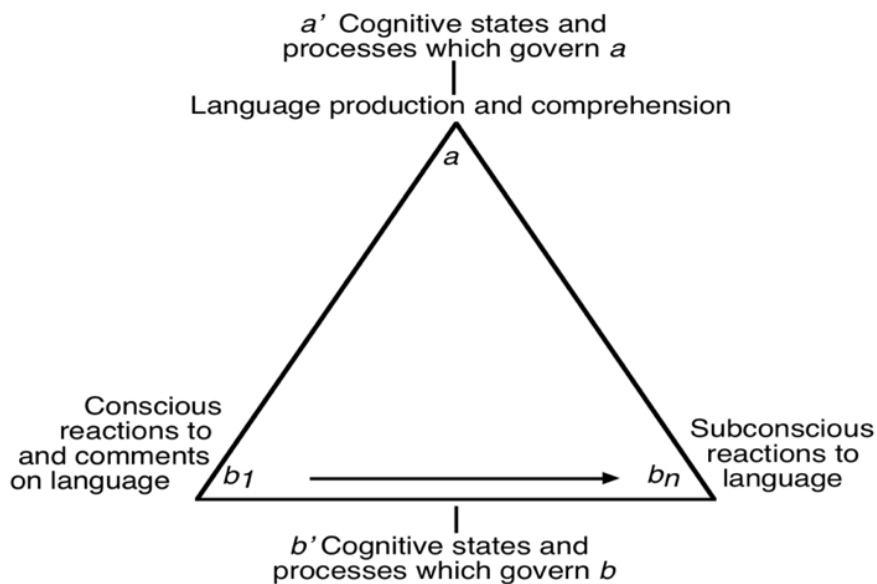 a' Cognitive states and
processes which govern a
Language production and comprehension
a
Conscious
reactions to
and comments
on language
b1
bn
Subconscious
reactions to
language
b' Cognitive states and
processes which govern b